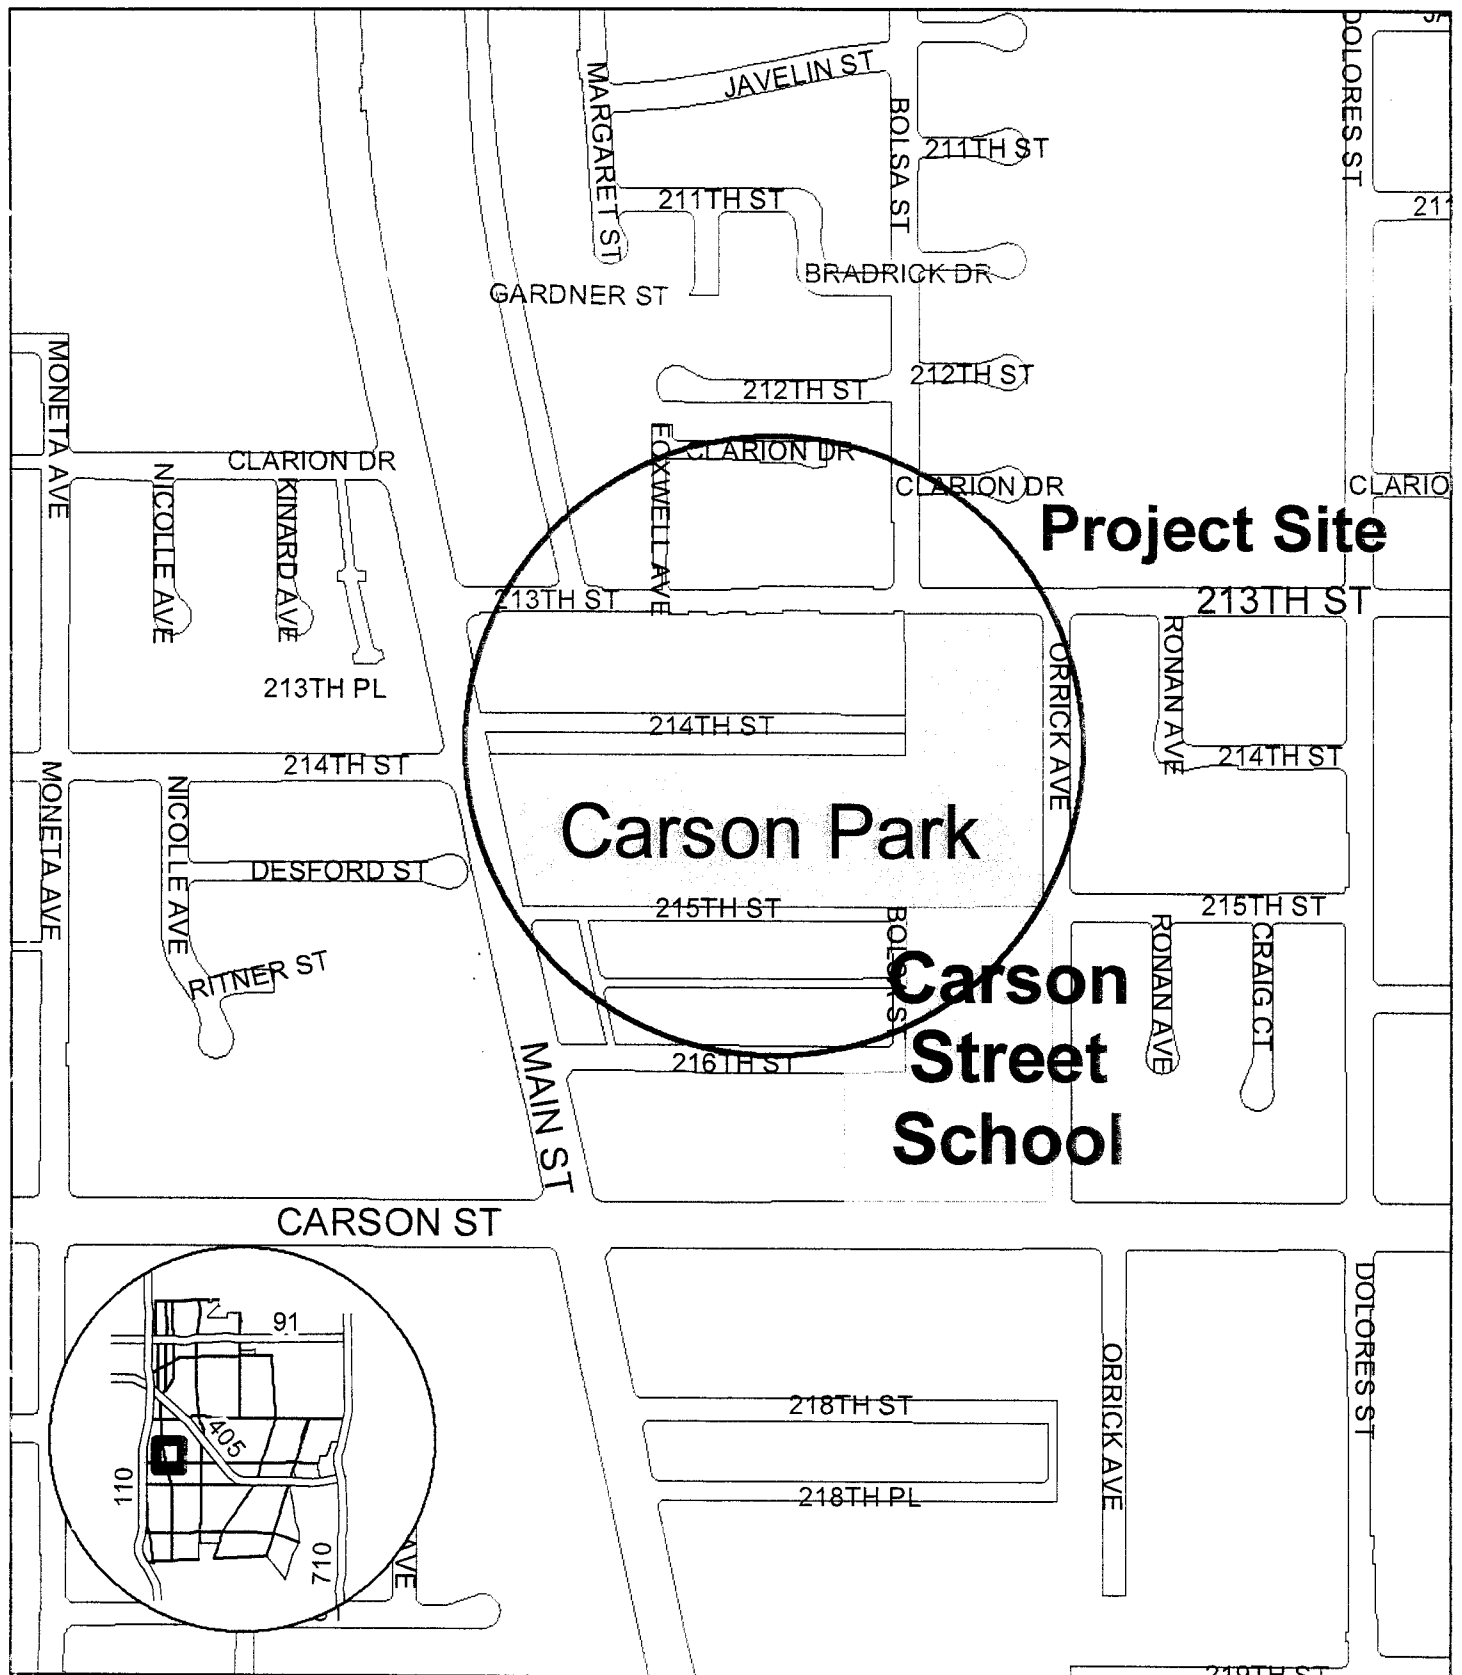 DOLORES ST
JAVELIN ST
MARGARET ST
BOLSA ST
211TH ST
211TH ST
211
BRADRICK DR
GARDNER ST
MONETA AVE
212TH ST
212TH ST
FOXWELL AVE
CLARION DR
CLARION DR
CLARION DR
CLARIO
NICOLLE AVE
KINARD AVE
Project Site
213TH ST
213TH ST
RONAN AVE
ORRICK AVE
213TH PL
214TH ST
214TH ST
214TH ST
MONETA AVE
NICOLLE AVE
Carson Park
DESFORD ST
215TH ST
215TH ST
RONAN AVE
CRAIG CT
RITNER ST
Carson
Street
School
MAIN ST
216TH ST
CARSON ST
DOLORES ST
91
ORRICK AVE
218TH ST
405
110
218TH PL
710
AVE
219TH ST